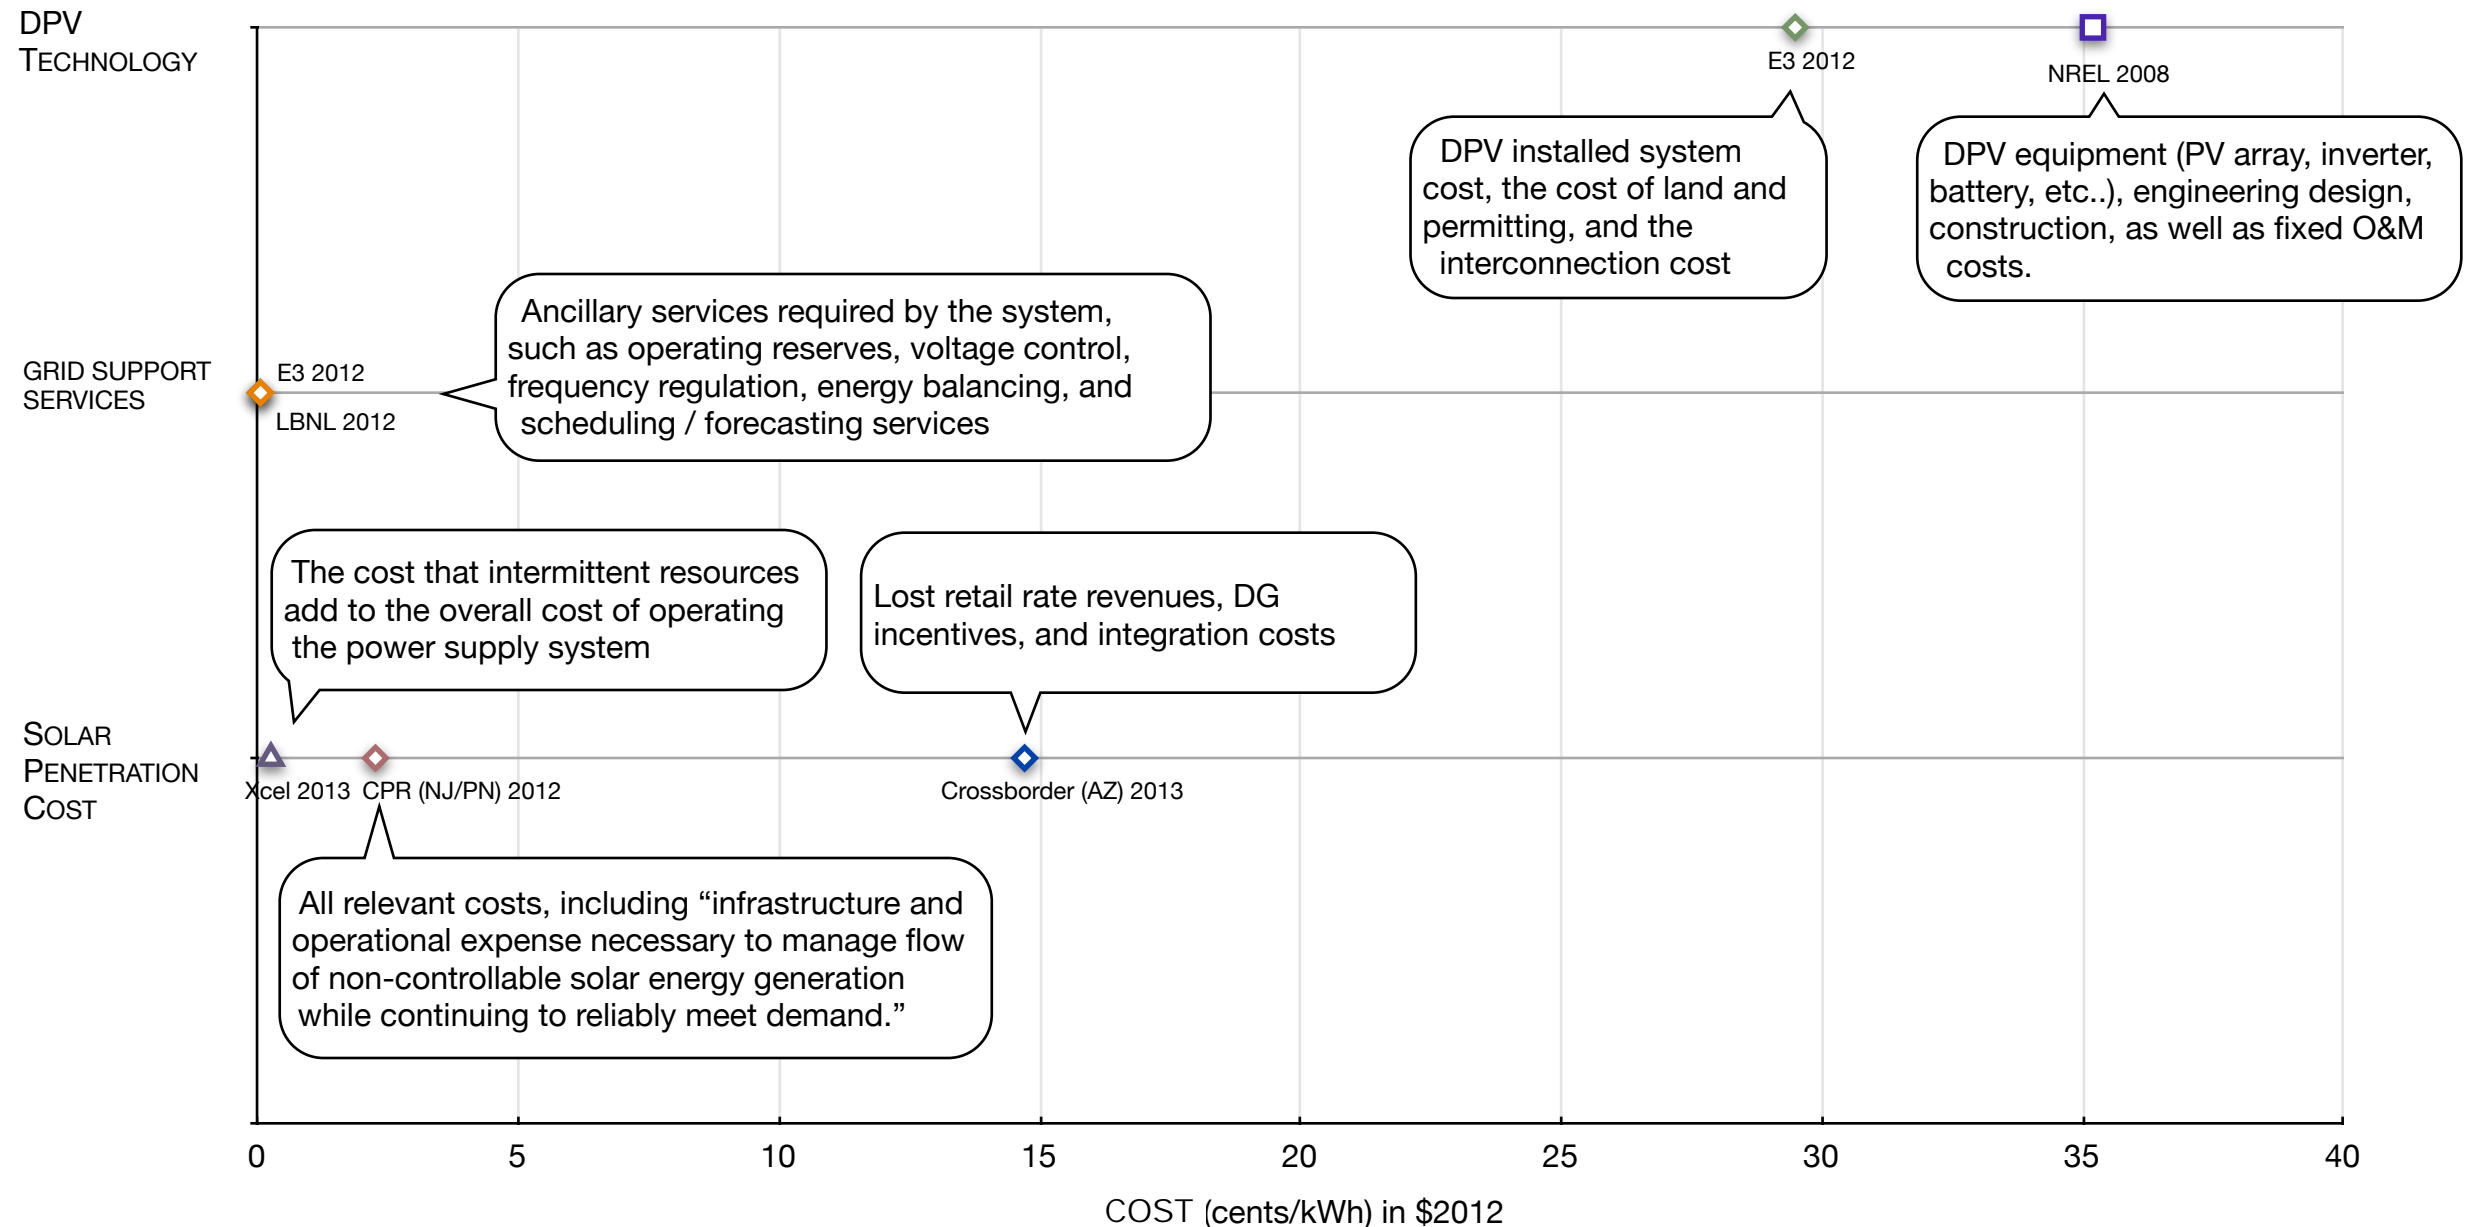 DPV
TECHNOLOGY
E3 2012
NREL 2008
DPV installed system
cost, the cost of land and
permitting, and the
interconnection cost
DPV equipment (PV array, inverter,
battery, etc..), engineering design,
construction, as well as fixed O&M
costs.
Ancillary services required by the system,
such as operating reserves, voltage control,
frequency regulation, energy balancing, and
scheduling / forecasting services
GRID SUPPORT
SERVICES
E3 2012
LBNL 2012
The cost that intermittent resources
add to the overall cost of operating
the power supply system
Lost retail rate revenues, DG
incentives, and integration costs
SOLAR
PENETRATION
COST
Xcel 2013
CPR (NJ/PN) 2012
Crossborder (AZ) 2013
All relevant costs, including “infrastructure and
operational expense necessary to manage flow
of non-controllable solar energy generation
while continuing to reliably meet demand.”
0 5 10 15 20 25 30 35 40
COST (cents/kWh) in $2012